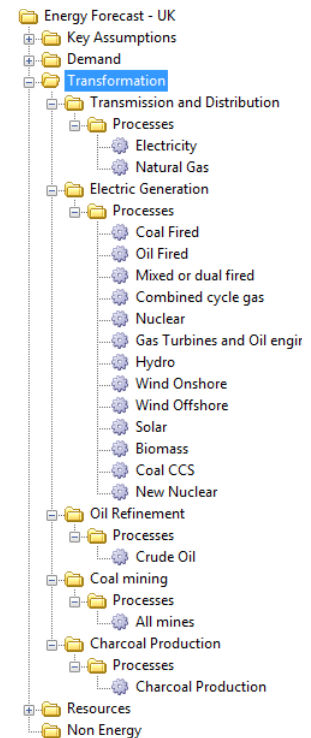 Energy Forecast - UK
Key Assumptions
Demand
Transformation
Transmission and Distribution
Processes
Electricity
Natural Gas
Electric Generation
Processes
Coal Fired
Oil Fired
Mixed or dual fired
Combined cycle gas
Nuclear
Gas Turbines and Oil engin
Hydro
Wind Onshore
Wind Offshore
Solar
Biomass
Coal CCS
New Nuclear
Oil Refinement
Processes
Crude Oil
Coal mining
Processes
All mines
Charcoal Production
Processes
Charcoal Production
Resources
Non Energy